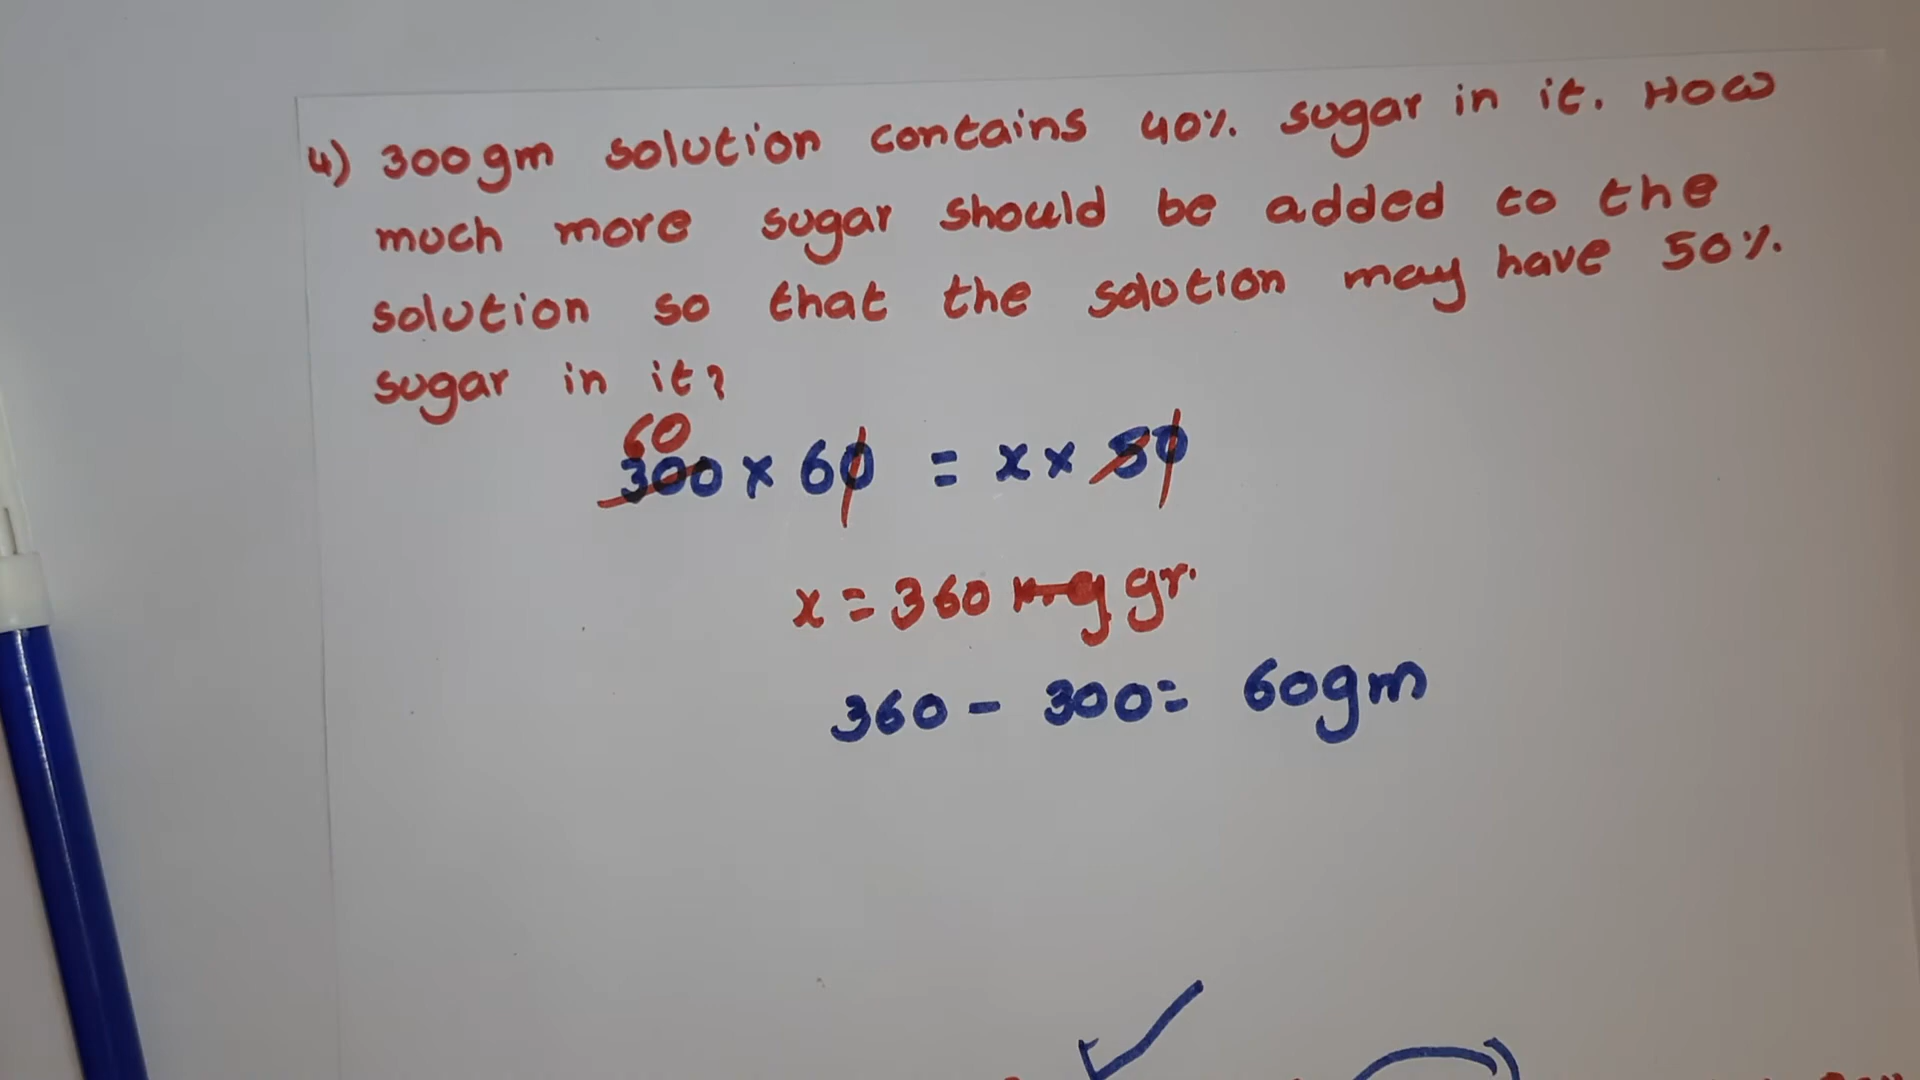 4) 300gm solution contains 40%. sugar in it. How
much more sugar should be added to the
solution so that the solution may have 50%.
sugar in it?
60
300 x 60 = x x 50
x = 360 gr.
360 - 300 = 60gm